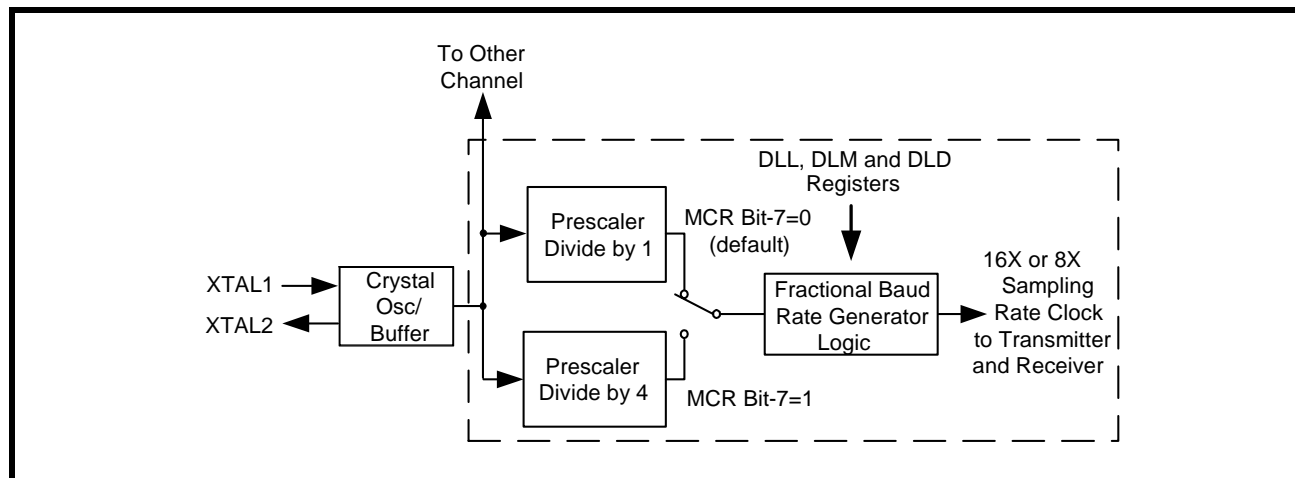 To Other
Channel
DLL, DLM and DLD
Registers
Prescaler
Divide by 1
MCR Bit-7=0
(default)
XTAL1
XTAL2
Crystal
Osc/
Buffer
Fractional Baud
Rate Generator
Logic
16X or 8X
Sampling
Rate Clock
to Transmitter
and Receiver
Prescaler
Divide by 4
MCR Bit-7=1